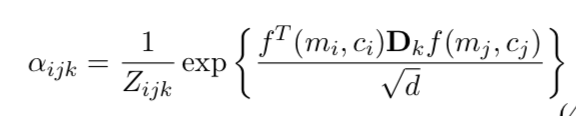 α_{ijk} = \frac{1}{Z_{ijk}} \exp \left\{ \frac{f^T(m_i, c_i) \mathbf{D}_k f(m_j, c_j)}{\sqrt{d}} \right\}